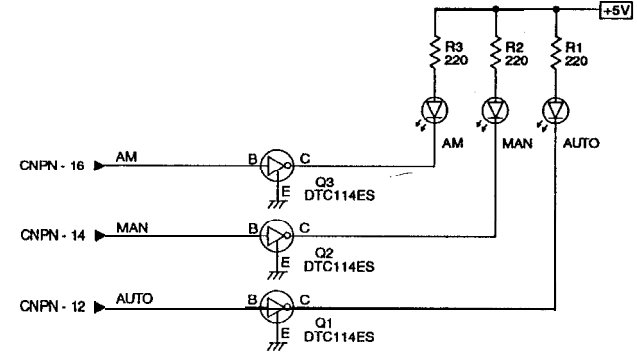 +5V
R3 R2 R1
220 220 220
AM MAN AUTO
CNPN - 16 AM B C
E Q3
DTC114ES
CNPN - 14 MAN B C
E Q2
DTC114ES
CNPN - 12 AUTO B C
E Q1
DTC114ES